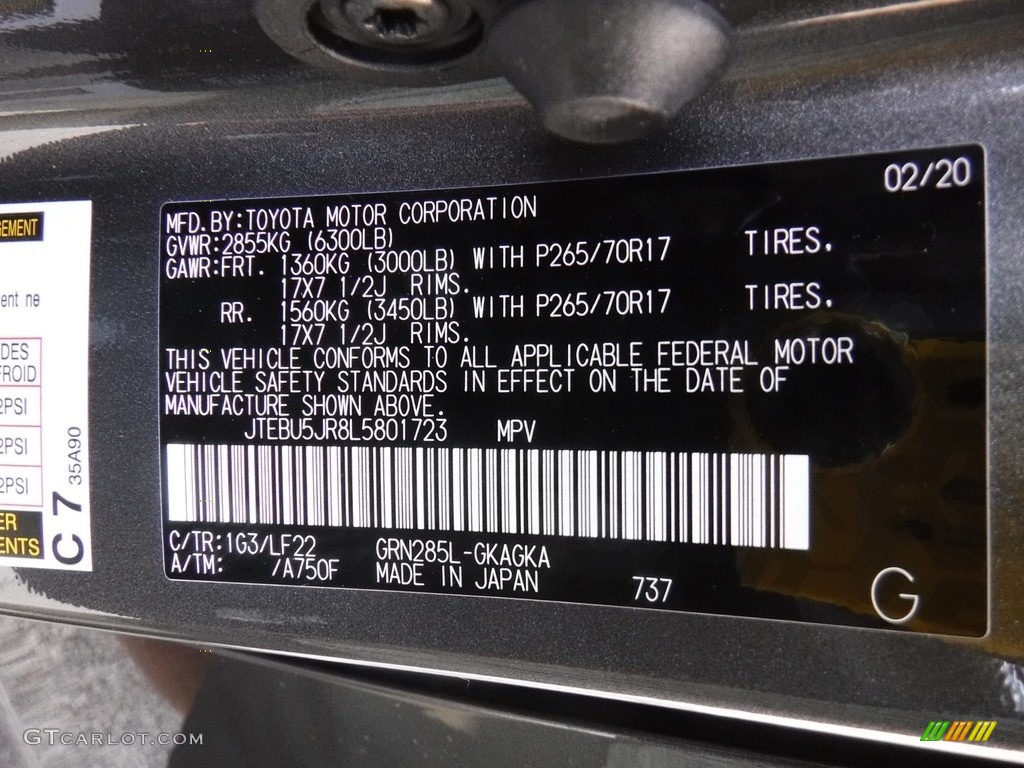 02/20
MFD.BY:TOYOTA MOTOR CORPORATION
GVWR:2855KG (6300LB)
GAWR:FRT. 1360KG (3000LB) WITH P265/70R17 TIRES.
17X7 1/2J RIMS.
RR. 1560KG (3450LB) WITH P265/70R17 TIRES.
17X7 1/2J RIMS.
THIS VEHICLE CONFORMS TO ALL APPLICABLE FEDERAL MOTOR
VEHICLE SAFETY STANDARDS IN EFFECT ON THE DATE OF
MANUFACTURE SHOWN ABOVE.
JTEBU5JR8L5801723 MPV
C/TR:1G3/LF22 GRN285L-GKAGKA
A/TM: /A750F MADE IN JAPAN 737
G
GEMENT
ent ne
DES
FROID
2PSI
2PSI
2PSI
ER
ENTS
C 7 35A90
GTCARLOT.COM